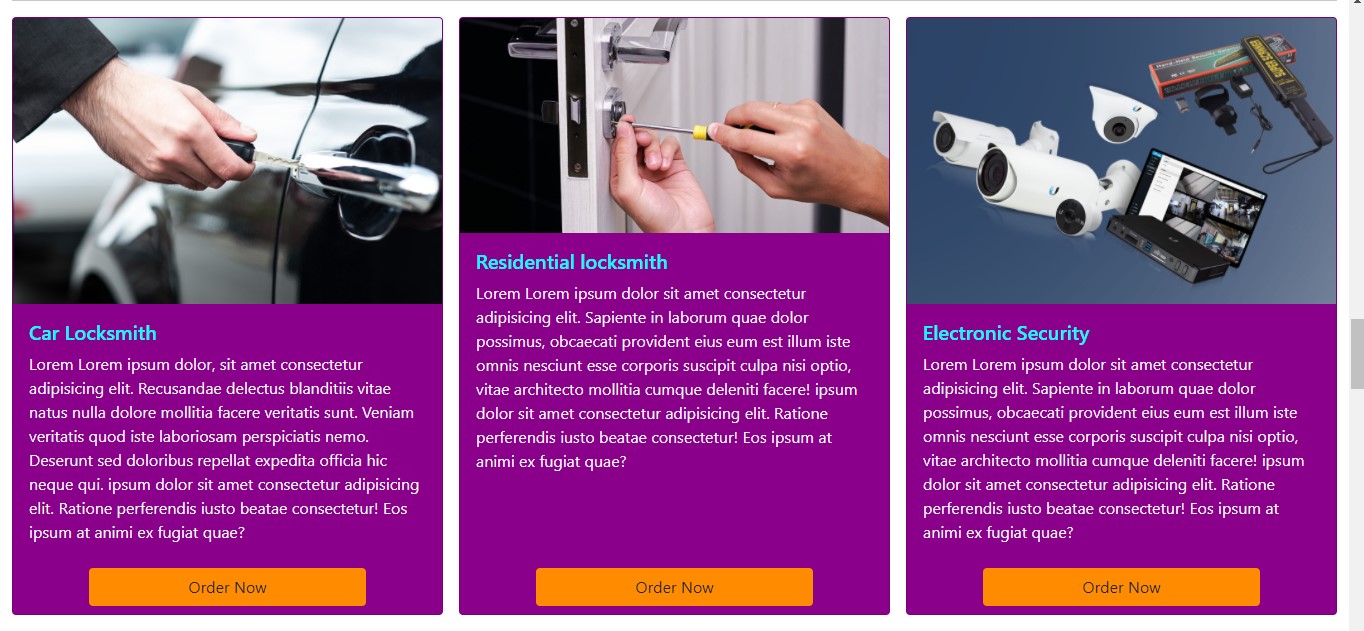 Car Locksmith
Lorem Lorem ipsum dolor, sit amet consectetur
adipisicing elit. Recusandae delectus blanditiis vitae
natus nulla dolore mollitia facere veritatis sunt. Veniam
veritatis quod iste laboriosam perspiciatis nemo.
Deserunt sed doloribus repellat expedita officia hic
neque qui. ipsum dolor sit amet consectetur adipisicing
elit. Ratione perferendis iusto beatae consectetur! Eos
ipsum at animi ex fugiat quae?
Order Now
Residential locksmith
Lorem Lorem ipsum dolor sit amet consectetur
adipisicing elit. Sapiente in laborum quae dolor
possimus, obcaecati provident eius eum est illum iste
omnis nesciunt esse corporis suscipit culpa nisi optio,
vitae architecto mollitia cumque deleniti facere! ipsum
dolor sit amet consectetur adipisicing elit. Ratione
perferendis iusto beatae consectetur! Eos ipsum at
animi ex fugiat quae?
Order Now
Electronic Security
Lorem Lorem ipsum dolor sit amet consectetur
adipisicing elit. Sapiente in laborum quae dolor
possimus, obcaecati provident eius eum est illum iste
omnis nesciunt esse corporis suscipit culpa nisi optio,
vitae architecto mollitia cumque deleniti facere! ipsum
dolor sit amet consectetur adipisicing elit. Ratione
perferendis iusto beatae consectetur! Eos ipsum at
animi ex fugiat quae?
Order Now